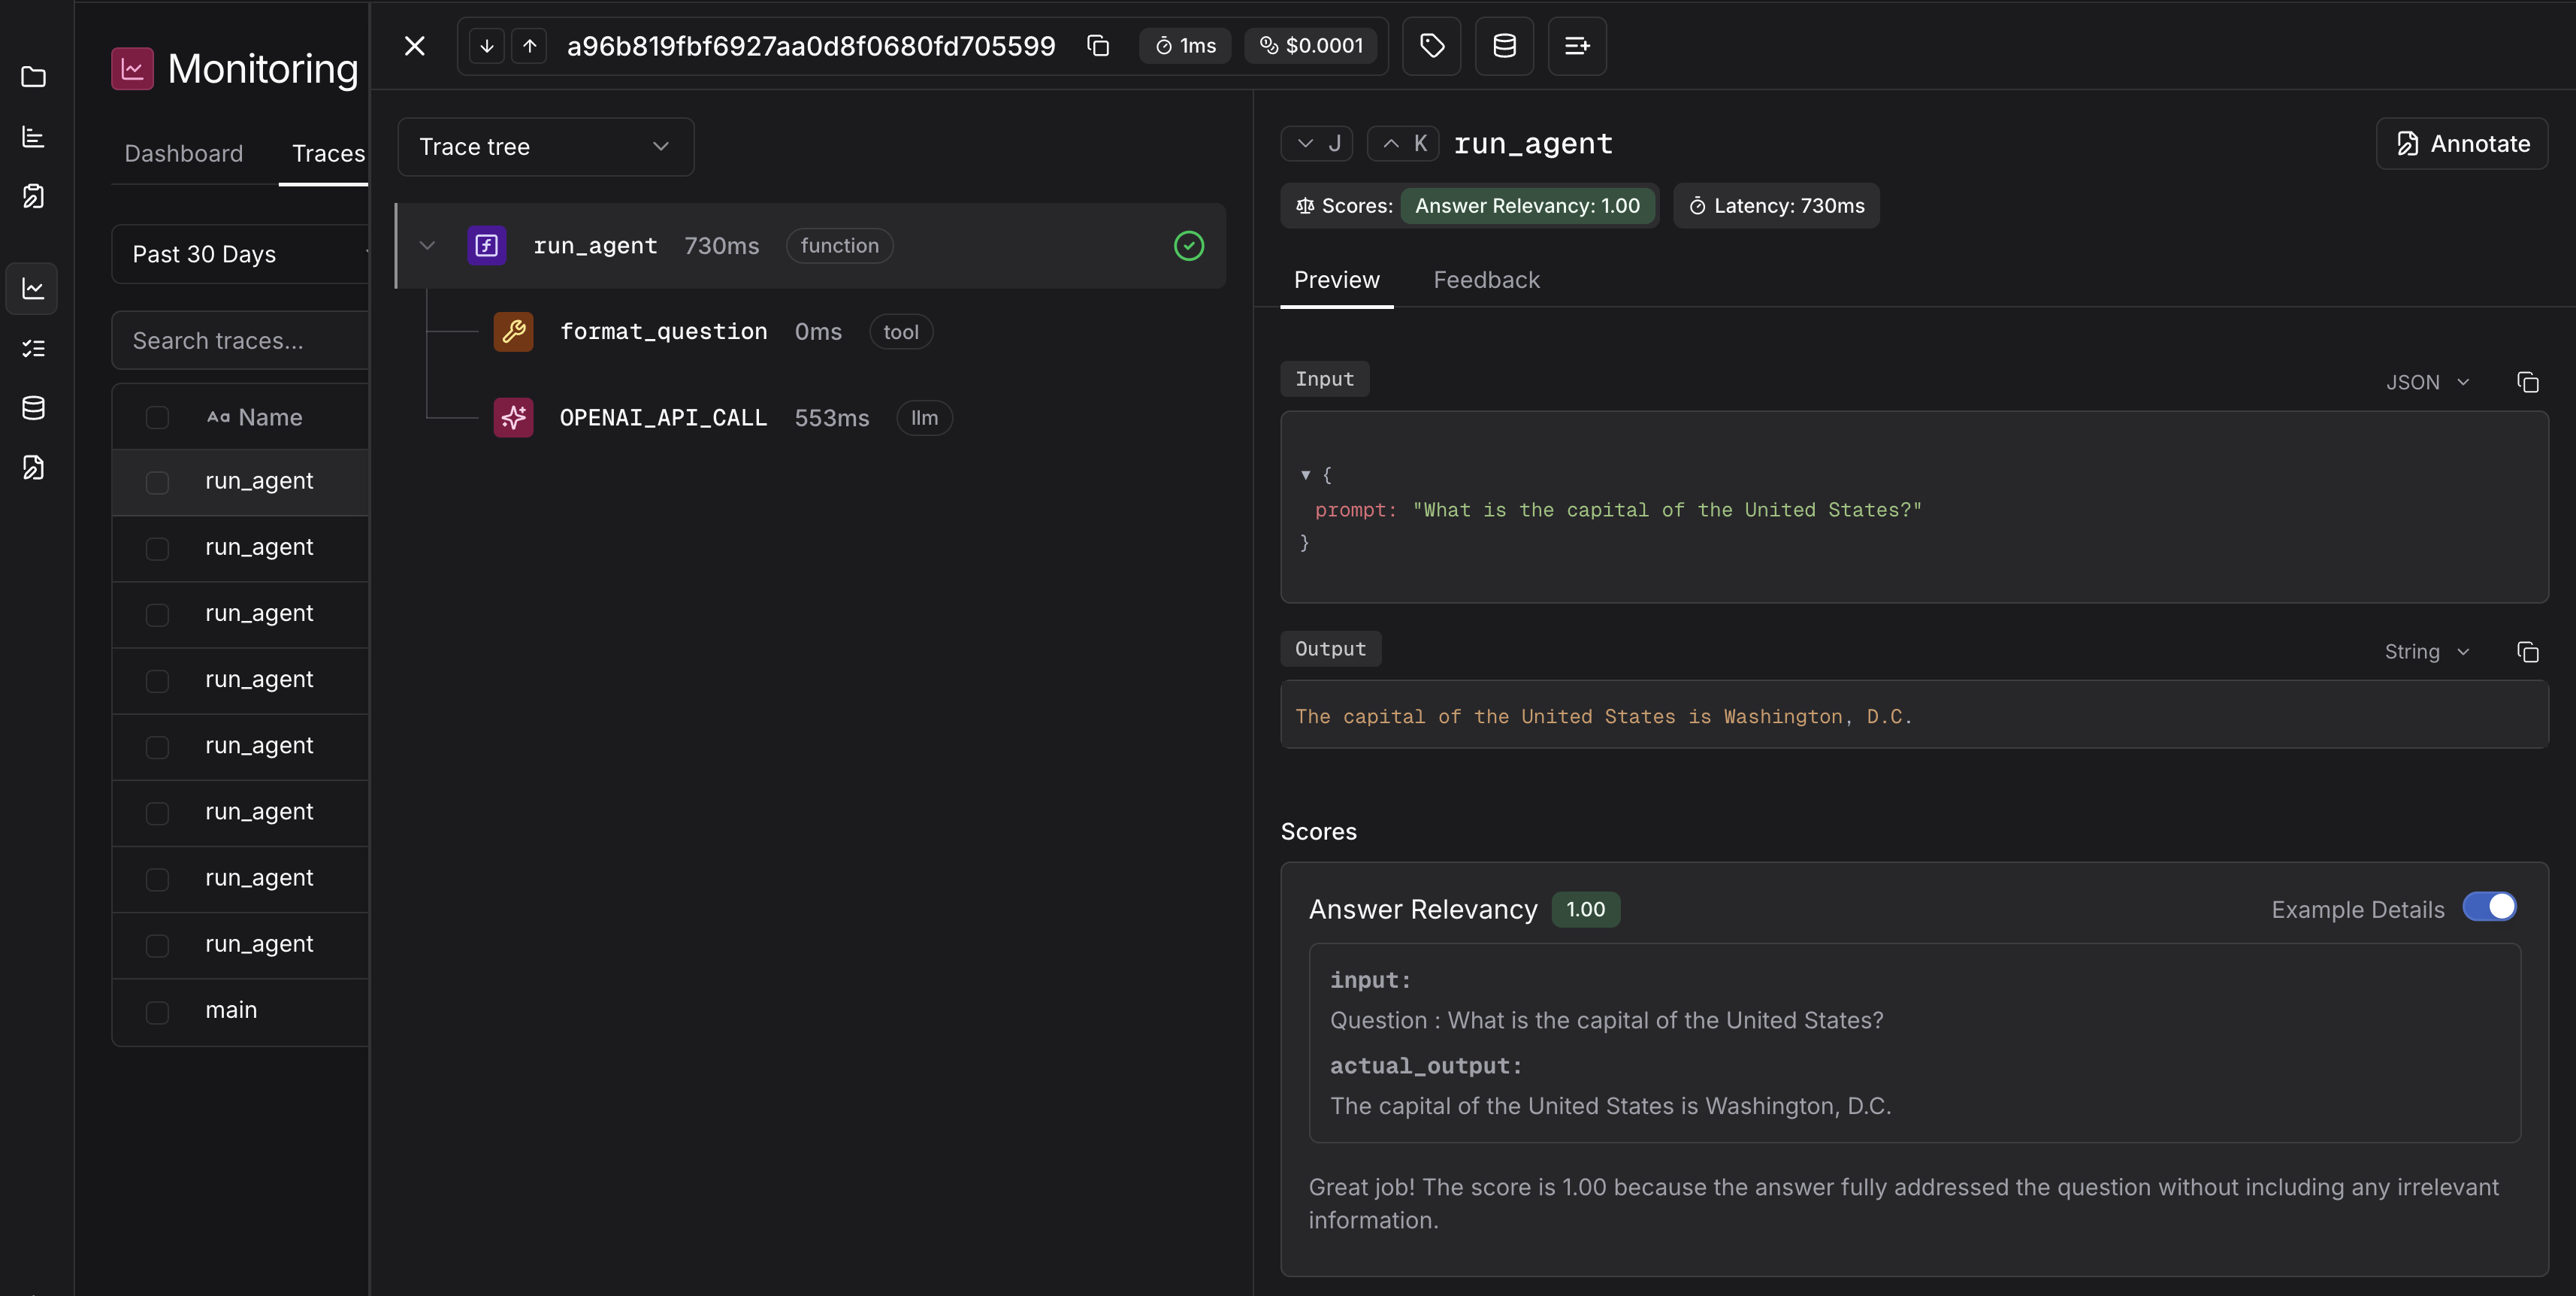 Monitoring
Dashboard Traces
Past 30 Days
Search traces...
Aa Name
run_agent
run_agent
run_agent
run_agent
run_agent
run_agent
run_agent
run_agent
main
a96b819fbf6927aa0d8f0680fd705599 1ms $0.0001
Trace tree
run_agent 730ms function
format_question 0ms tool
OPENAI_API_CALL 553ms llm
J K run_agent Annotate
Scores: Answer Relevancy: 1.00 Latency: 730ms
Preview Feedback
Input JSON
{
prompt: "What is the capital of the United States?"
}
Output String
The capital of the United States is Washington, D.C.
Scores
Answer Relevancy 1.00 Example Details
input:
Question : What is the capital of the United States?
actual_output:
The capital of the United States is Washington, D.C.
Great job! The score is 1.00 because the answer fully addressed the question without including any irrelevant
information.